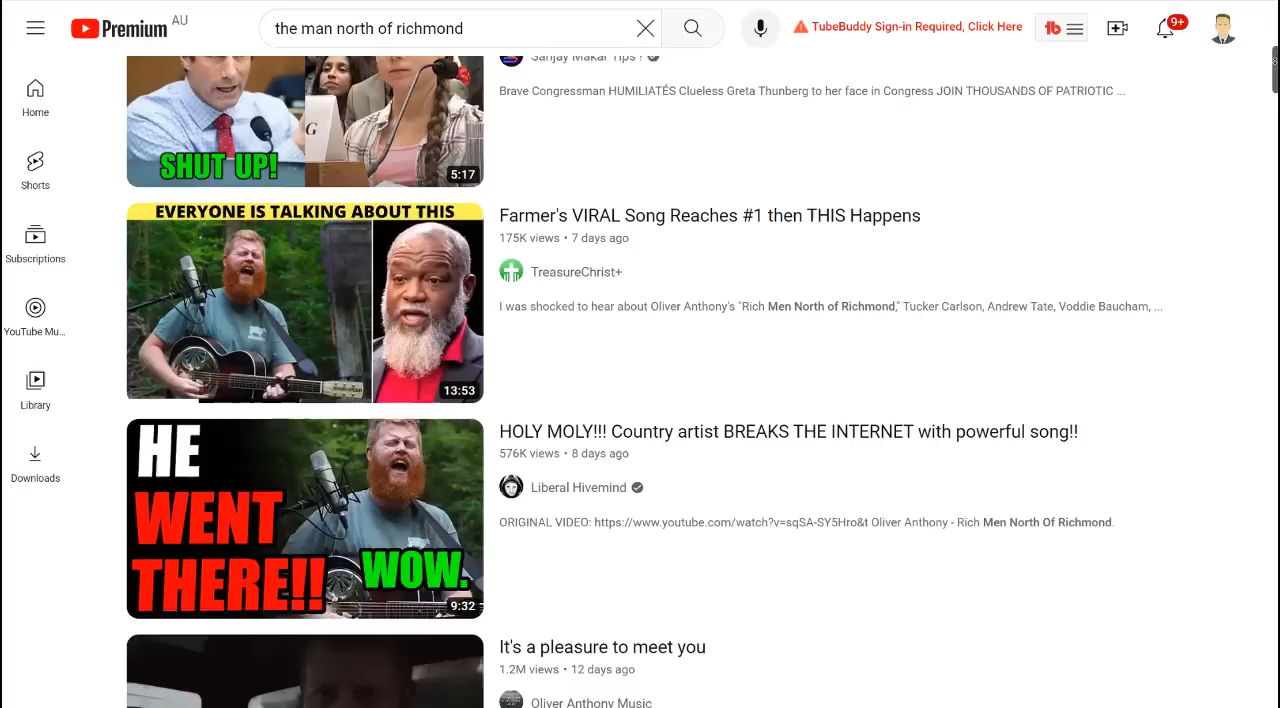 Premium AU
the man north of richmond
TubeBuddy Sign-in Required, Click Here
tb
9+
Home
Shorts
Subscriptions
YouTube Mu...
Library
Downloads
G
SHUT UP!
5:17
Sanjay Makar Tips !
Brave Congressman HUMILIATÉS Clueless Greta Thunberg to her face in Congress JOIN THOUSANDS OF PATRIOTIC ...
EVERYONE IS TALKING ABOUT THIS
13:53
Farmer's VIRAL Song Reaches #1 then THIS Happens
175K views • 7 days ago
TreasureChrist+
I was shocked to hear about Oliver Anthony's "Rich Men North of Richmond," Tucker Carlson, Andrew Tate, Voddie Baucham, ...
HE
WENT
THERE!!
WOW.
9:32
HOLY MOLY!!! Country artist BREAKS THE INTERNET with powerful song!!
576K views • 8 days ago
Liberal Hivemind
ORIGINAL VIDEO: https://www.youtube.com/watch?v=sqSA-SY5Hro&t Oliver Anthony - Rich Men North Of Richmond.
It's a pleasure to meet you
1.2M views • 12 days ago
Oliver Anthony Music